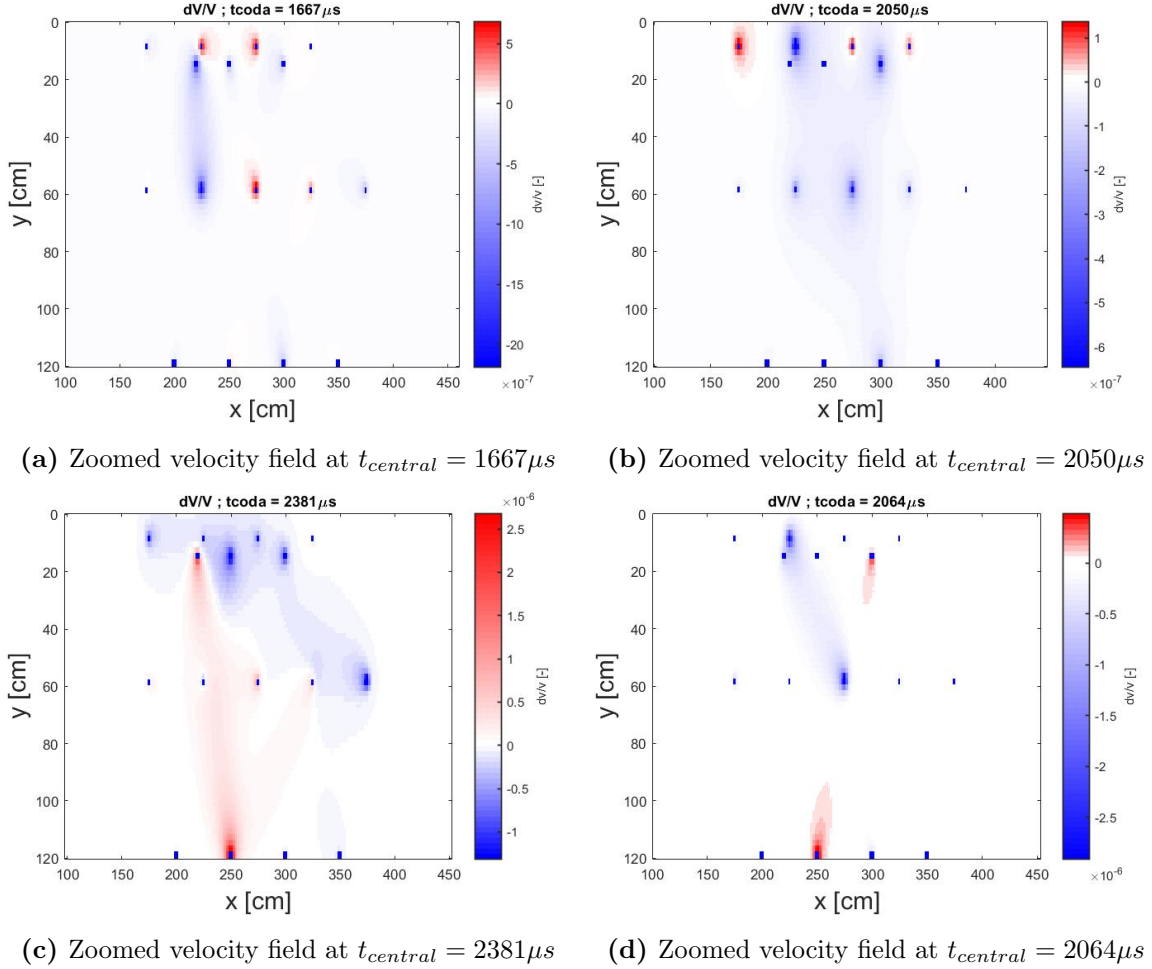 dV/V ; tcoda = 1667μs
y [cm]
0
20
40
60
80
100
120
100 150 200 250 300 350 400 450
x [cm]
5
0
-5
-10
-15
-20
×10⁻⁷
dv/v [-]
(a) Zoomed velocity field at t_central = 1667μs
dV/V ; tcoda = 2050μs
y [cm]
0
20
40
60
80
100
120
100 150 200 250 300 350 400
x [cm]
1
0
-1
-2
-3
-4
-5
-6
×10⁻⁷
dv/v [-]
(b) Zoomed velocity field at t_central = 2050μs
dV/V ; tcoda = 2381μs
y [cm]
0
20
40
60
80
100
120
100 150 200 250 300 350 400 450
x [cm]
×10⁻⁶
2.5
2
1.5
1
0.5
0
-0.5
-1
dv/v [-]
(c) Zoomed velocity field at t_central = 2381μs
dV/V ; tcoda = 2064μs
y [cm]
0
20
40
60
80
100
120
100 150 200 250 300 350 400 450
x [cm]
0
-0.5
-1
-1.5
-2
-2.5
×10⁻⁶
dv/v [-]
(d) Zoomed velocity field at t_central = 2064μs